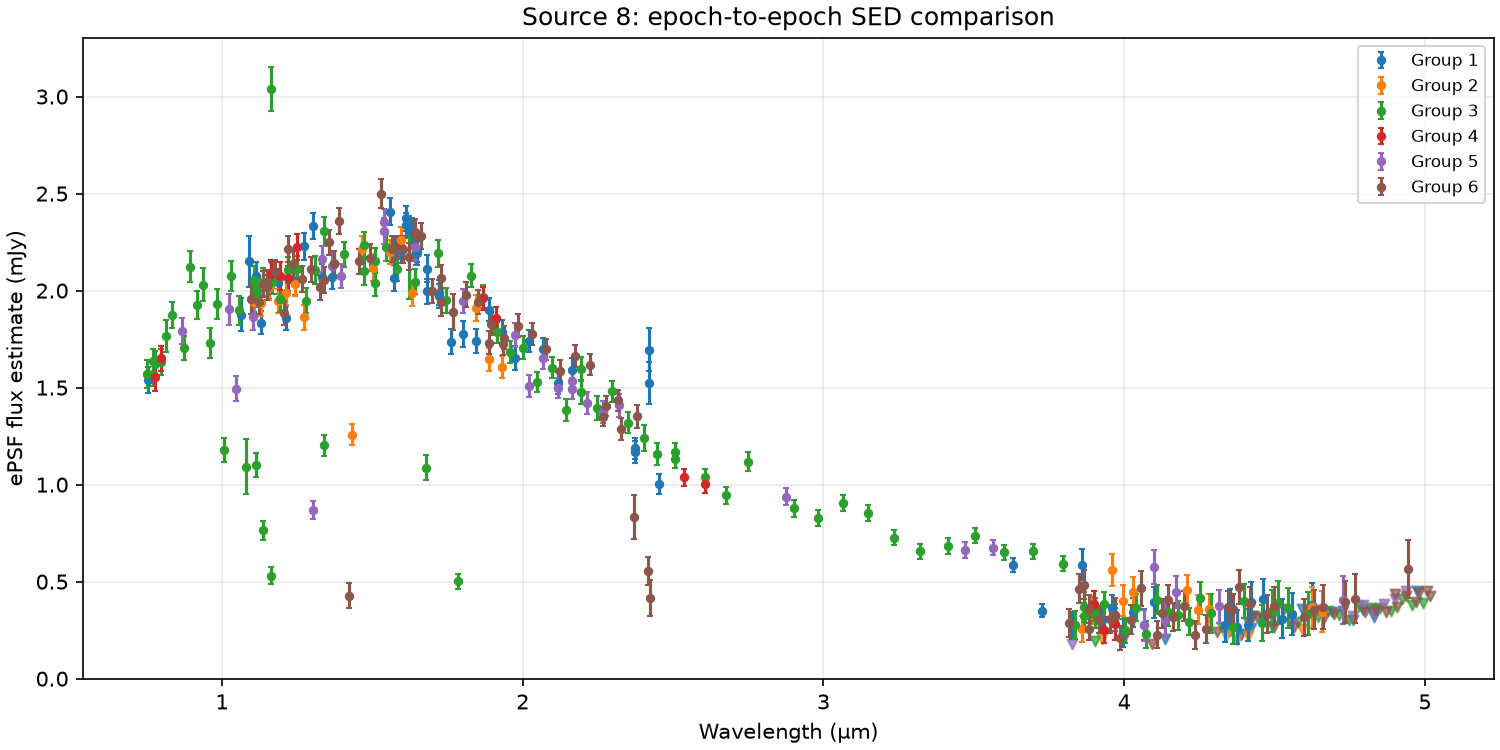 Source 8: epoch-to-epoch SED comparison
Group 1
Group 2
Group 3
Group 4
Group 5
Group 6
ePSF flux estimate (mJy)
3.0
2.5
2.0
1.5
1.0
0.5
0.0
1 2 3 4 5
Wavelength (µm)